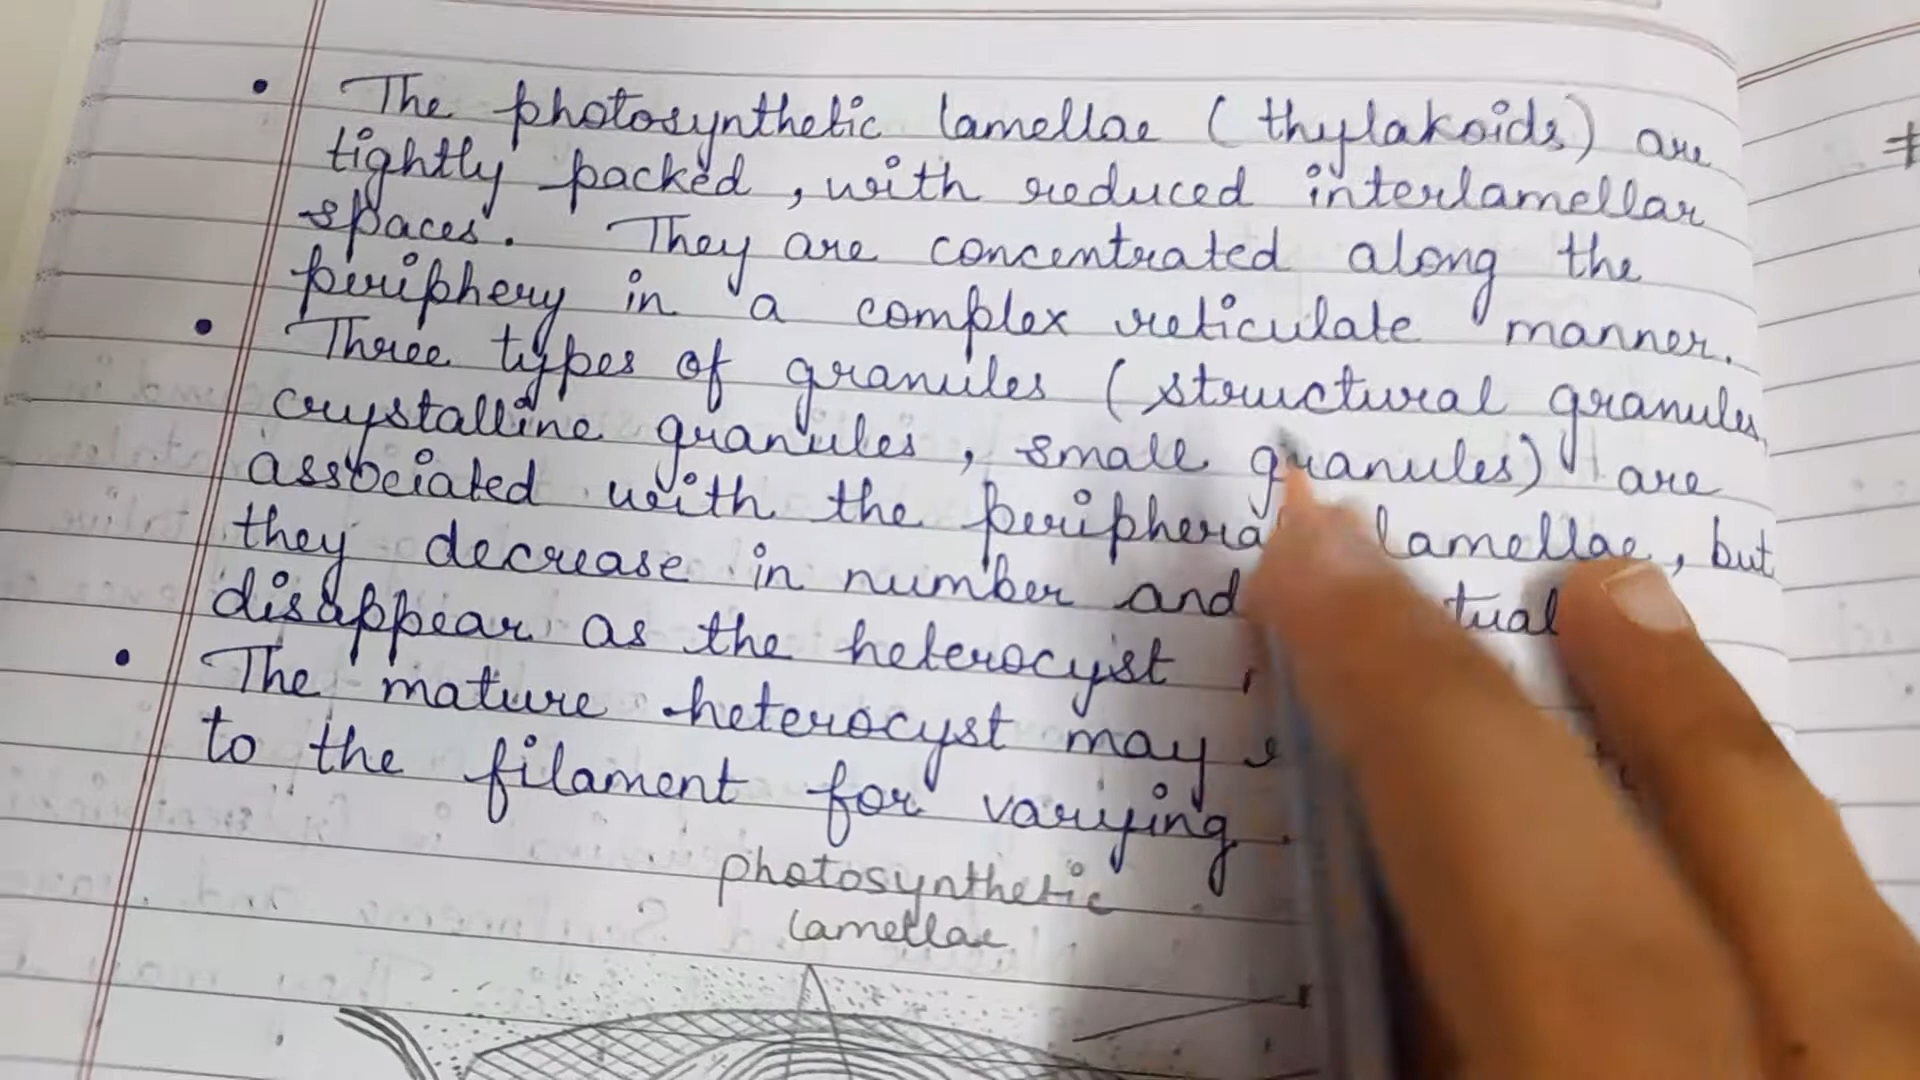 • The photosynthetic lamellae (thylakoids) are
tightly packed, with reduced interlamellar
spaces. They are concentrated along the
periphery in a complex reticulate manner.
• Three types of granules (structural granules,
crystalline granules, small granules) are
associated with the periphera lamellae, but
they decrease in number and tual
disappear as the heterocyst
• The mature heterocyst may
to the filament for varying
photosynthetic
lamellae